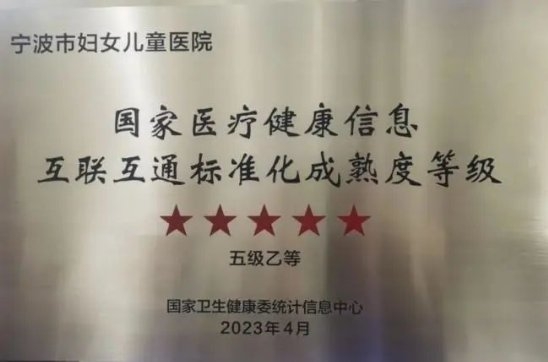 宁波市妇女儿童医院
国家医疗健康信息
互联互通标准化成熟度等级
★★★★★
五级乙等
国家卫生健康委统计信息中心
2023年4月